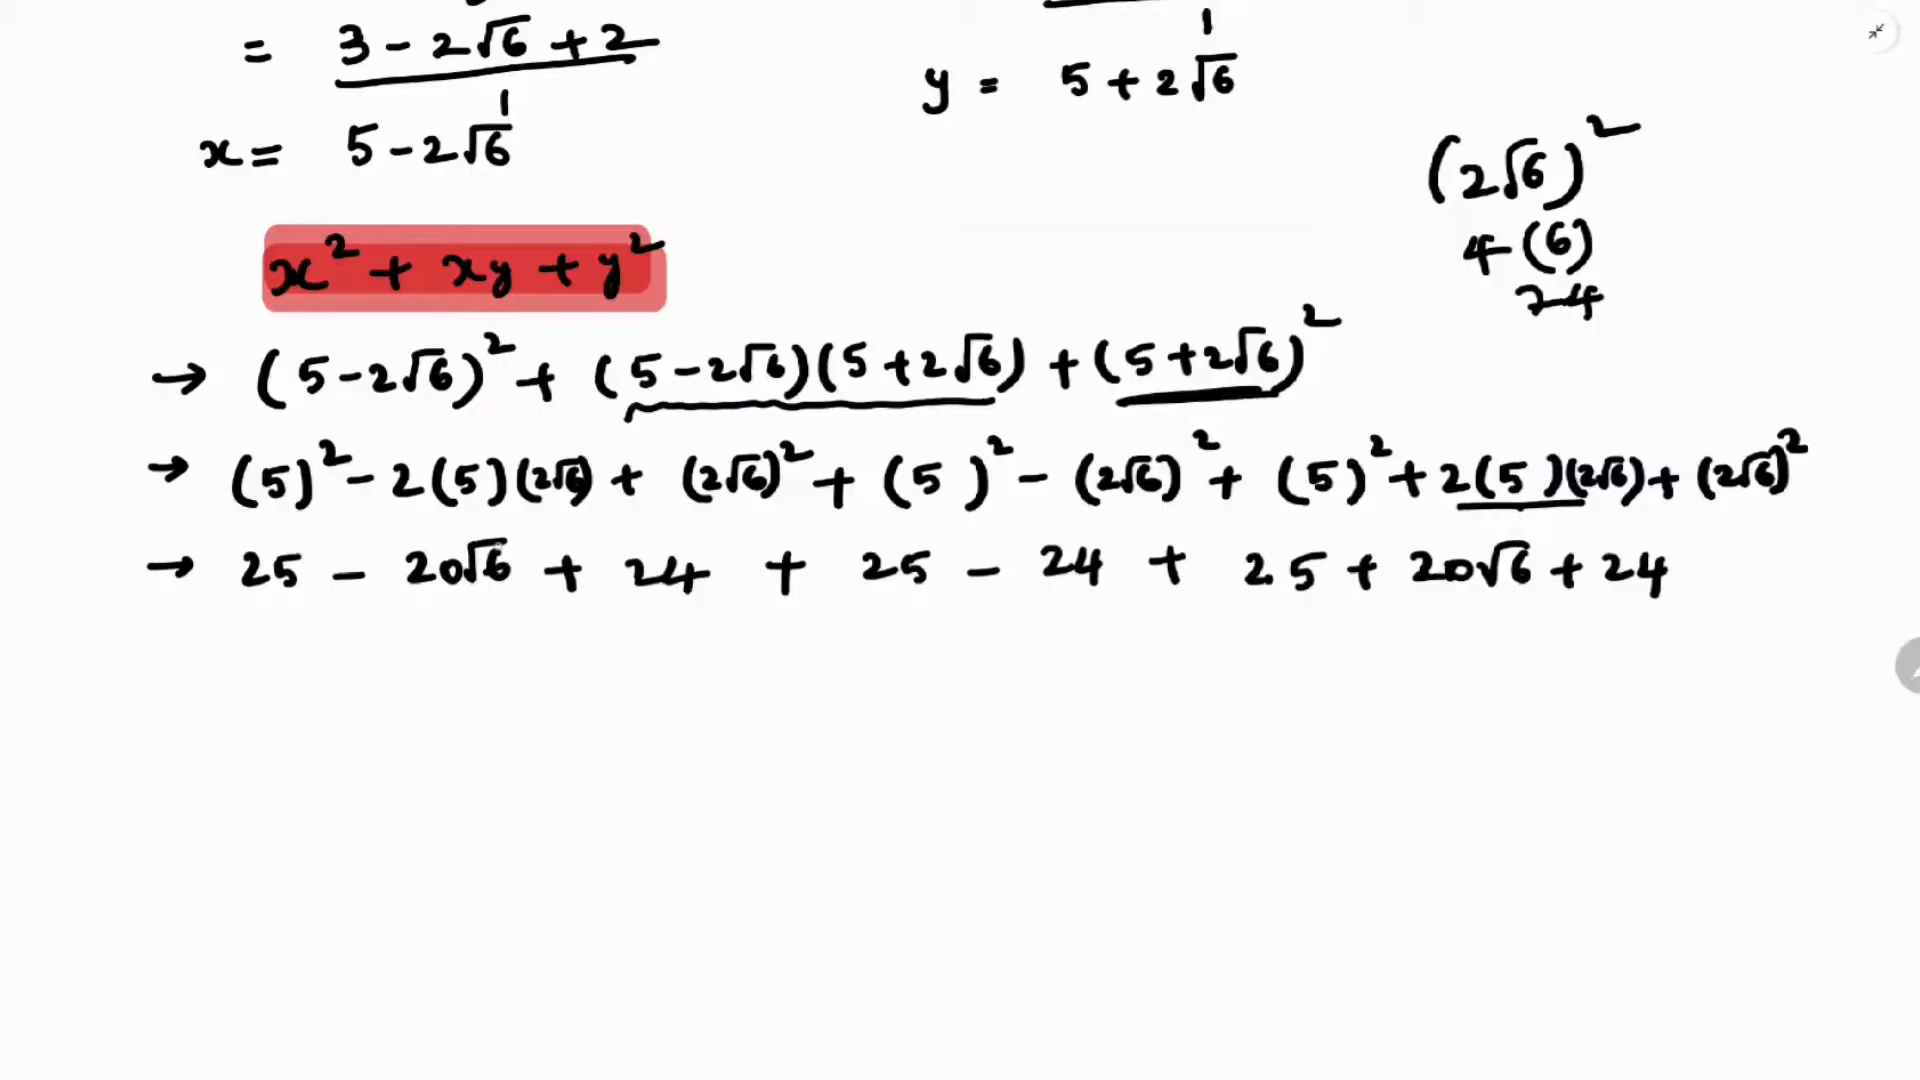 = 3 - 2√6 + 2
1
x = 5 - 2√6
1
y = 5 + 2√6
(2√6)²
4(6)
24
x² + xy + y²
→ (5 - 2√6)² + (5 - 2√6)(5 + 2√6) + (5 + 2√6)²
→ (5)² - 2(5)(2√6) + (2√6)² + (5)² - (2√6)² + (5)² + 2(5)(2√6) + (2√6)²
→ 25 - 20√6 + 24 + 25 - 24 + 25 + 20√6 + 24